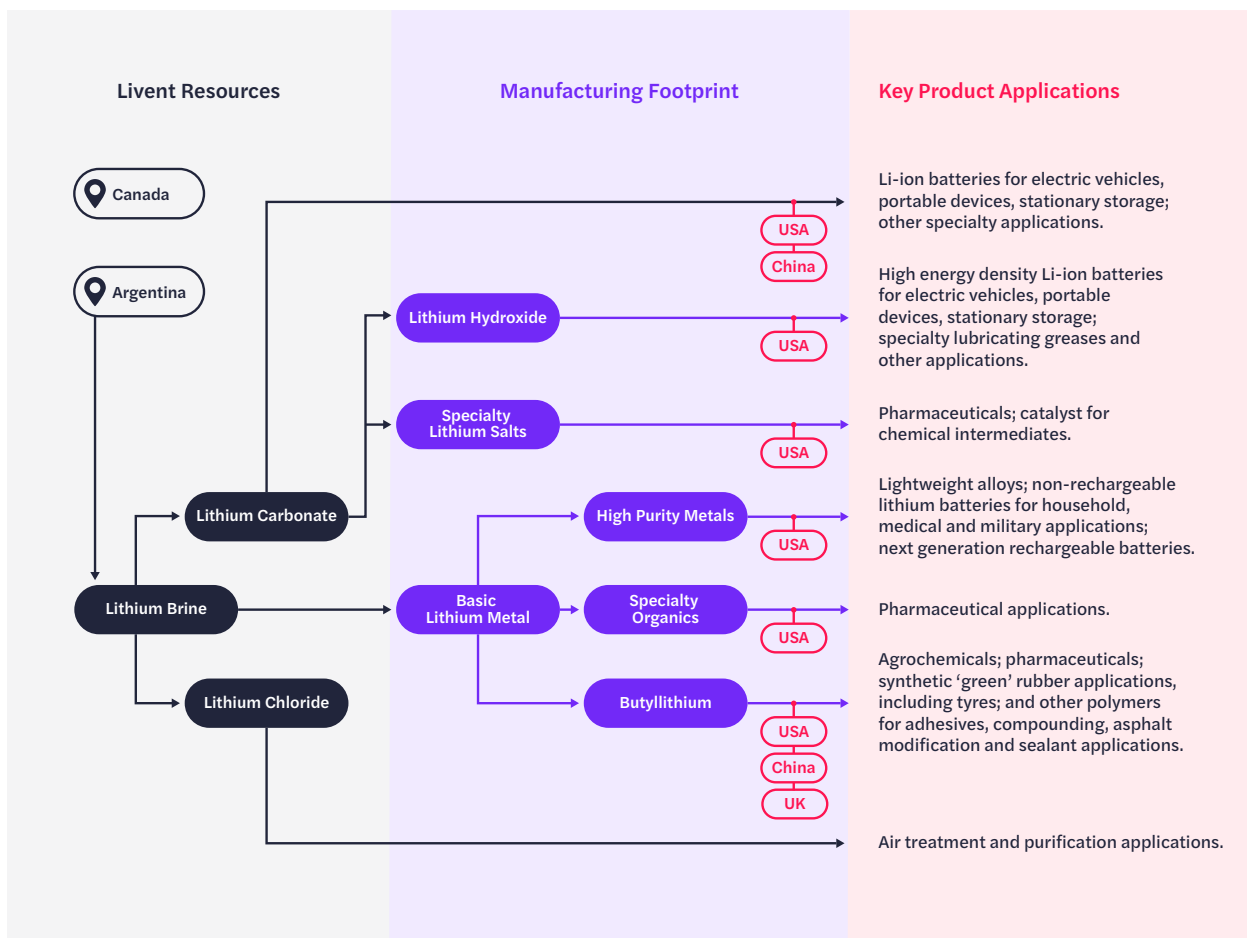 Livent Resources
Manufacturing Footprint
Key Product Applications
Canada
Argentina
Lithium Carbonate
Lithium Brine
Lithium Chloride
USA
China
Lithium Hydroxide
USA
Specialty
Lithium Salts
USA
High Purity Metals
USA
Basic
Lithium Metal
Specialty
Organics
USA
Butyllithium
USA
China
UK
Li-ion batteries for electric vehicles,
portable devices, stationary storage;
other specialty applications.
High energy density Li-ion batteries
for electric vehicles, portable
devices, stationary storage;
specialty lubricating greases and
other applications.
Pharmaceuticals; catalyst for
chemical intermediates.
Lightweight alloys; non-rechargeable
lithium batteries for household,
medical and military applications;
next generation rechargeable batteries.
Pharmaceutical applications.
Agrochemicals; pharmaceuticals;
synthetic ‘green’ rubber applications,
including tyres; and other polymers
for adhesives, compounding, asphalt
modification and sealant applications.
Air treatment and purification applications.